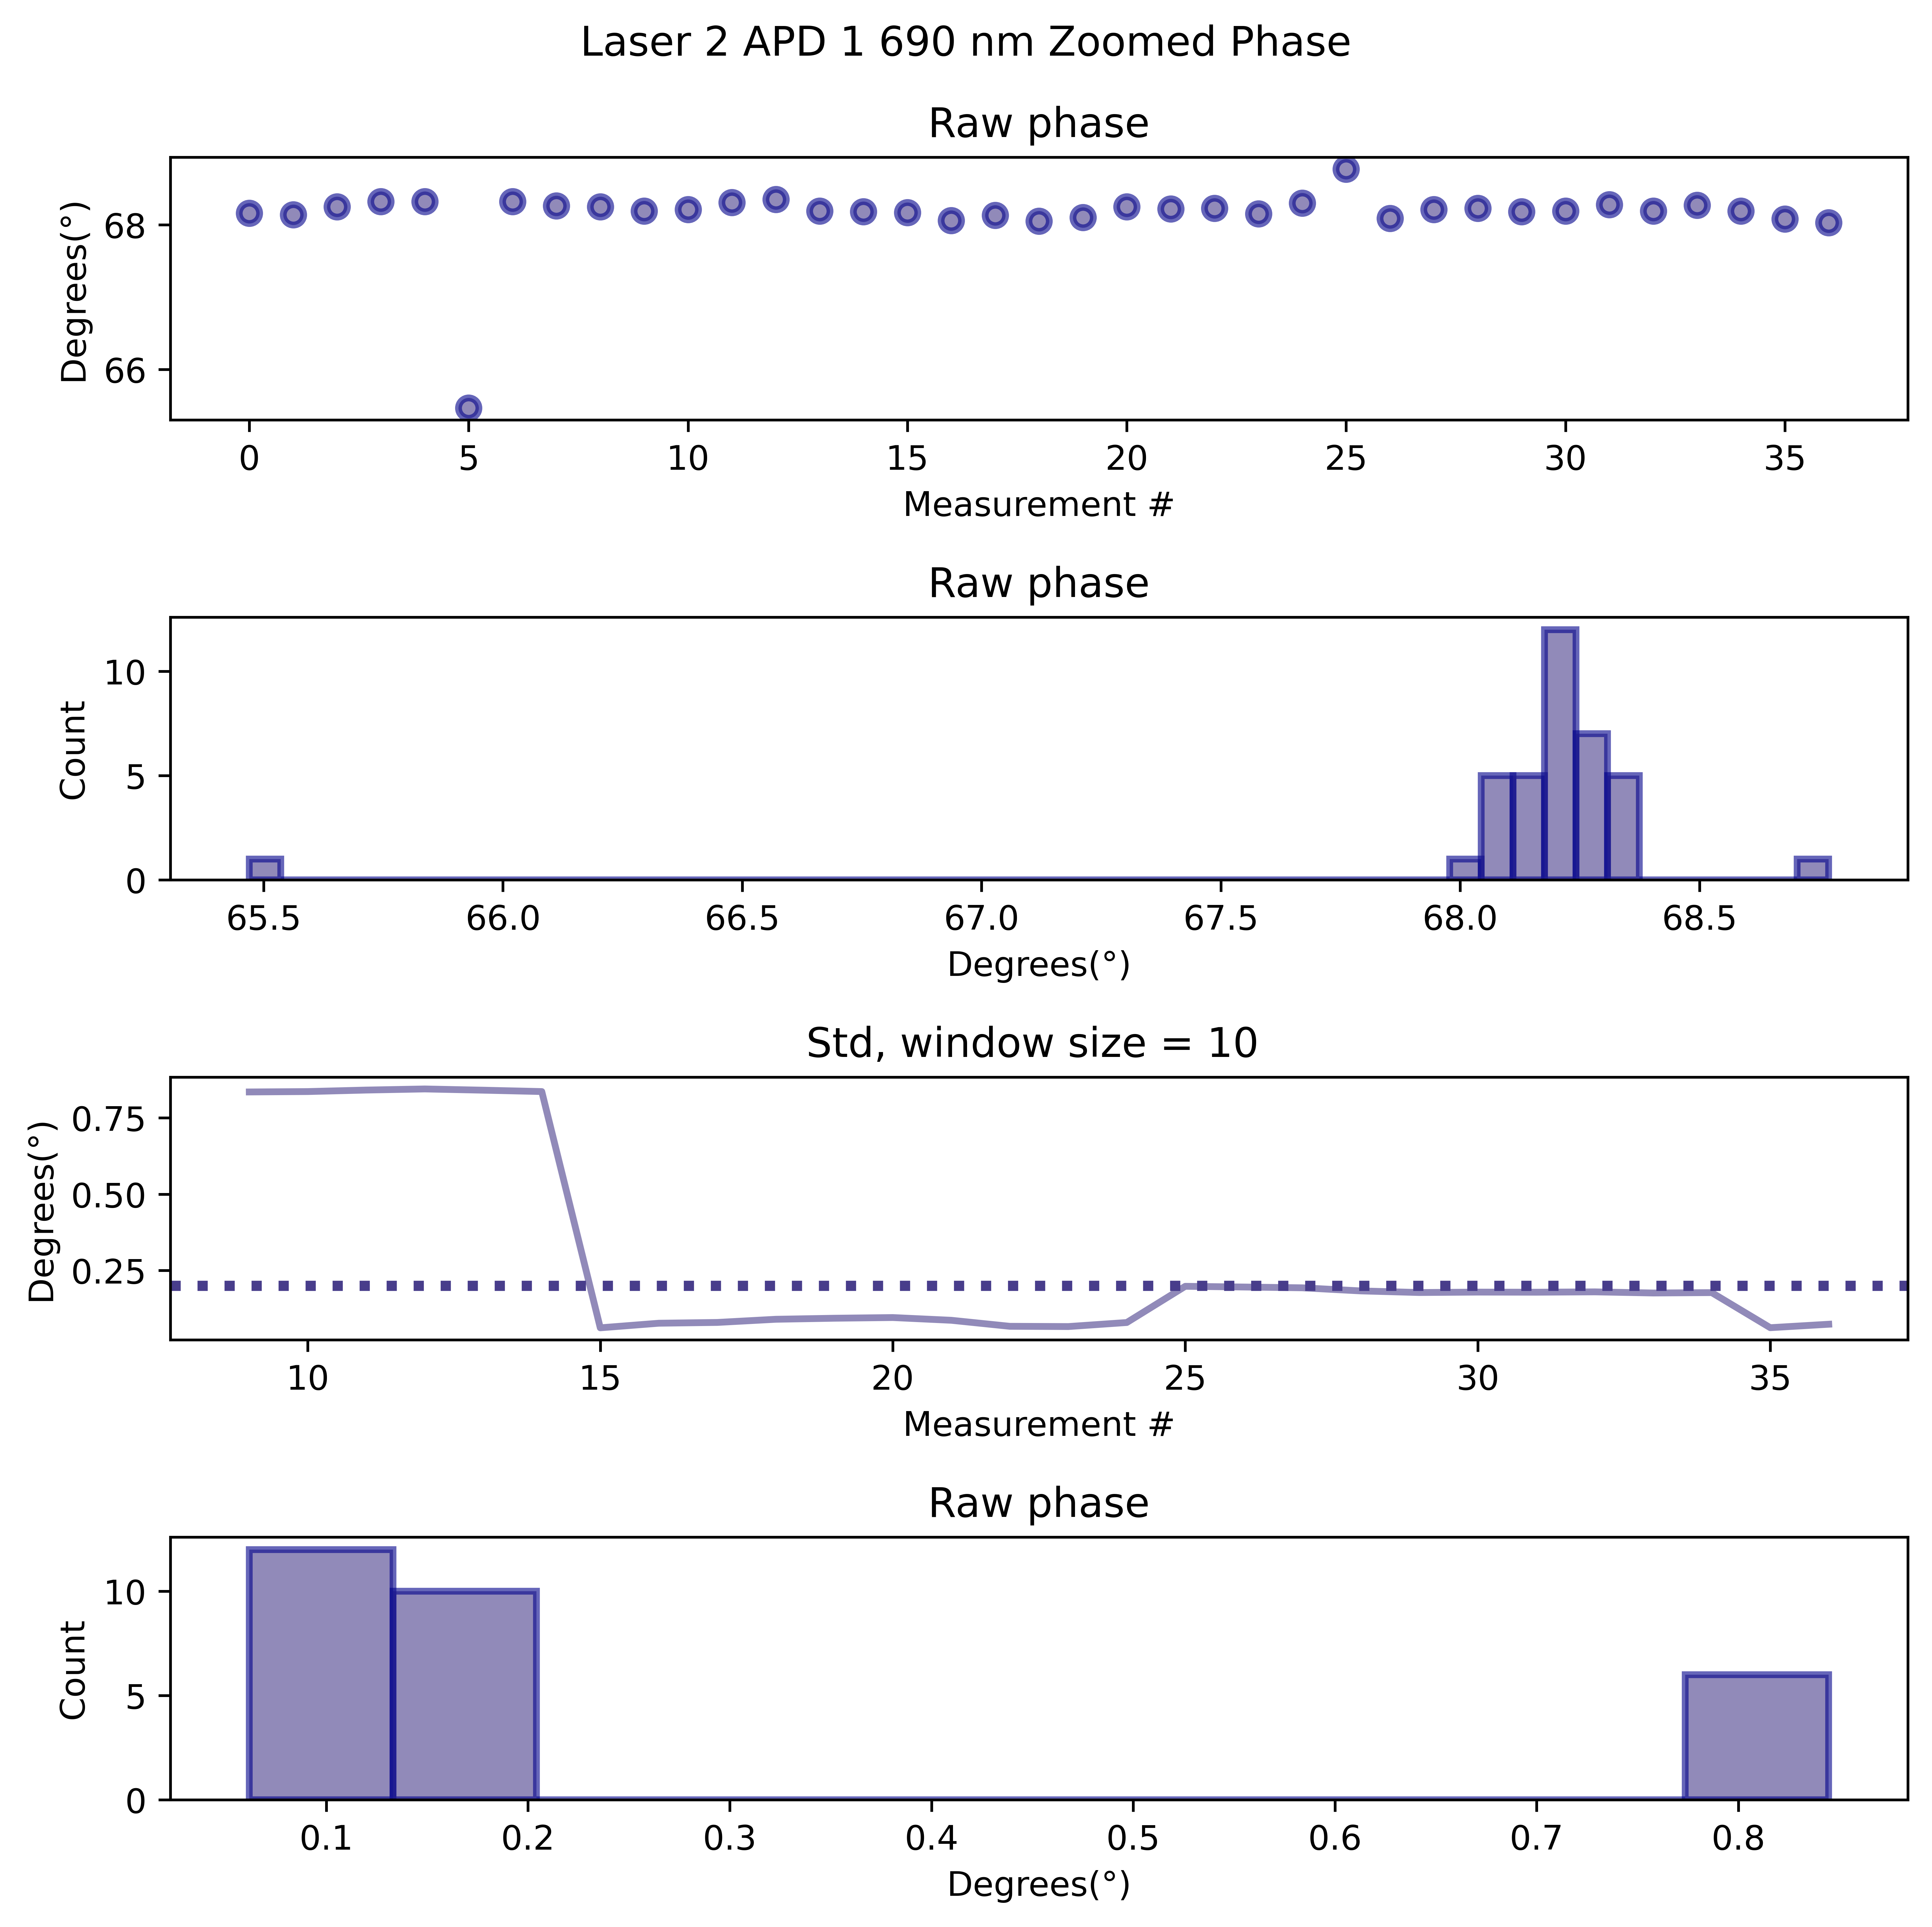 Laser 2 APD 1 690 nm Zoomed Phase
Raw phase
Degrees(°)
68
66
0 5 10 15 20 25 30 35
Measurement #
Raw phase
Count
10
5
0
65.5 66.0 66.5 67.0 67.5 68.0 68.5
Degrees(°)
Std, window size = 10
Degrees(°)
0.75
0.50
0.25
10 15 20 25 30 35
Measurement #
Raw phase
Count
10
5
0
0.1 0.2 0.3 0.4 0.5 0.6 0.7 0.8
Degrees(°)